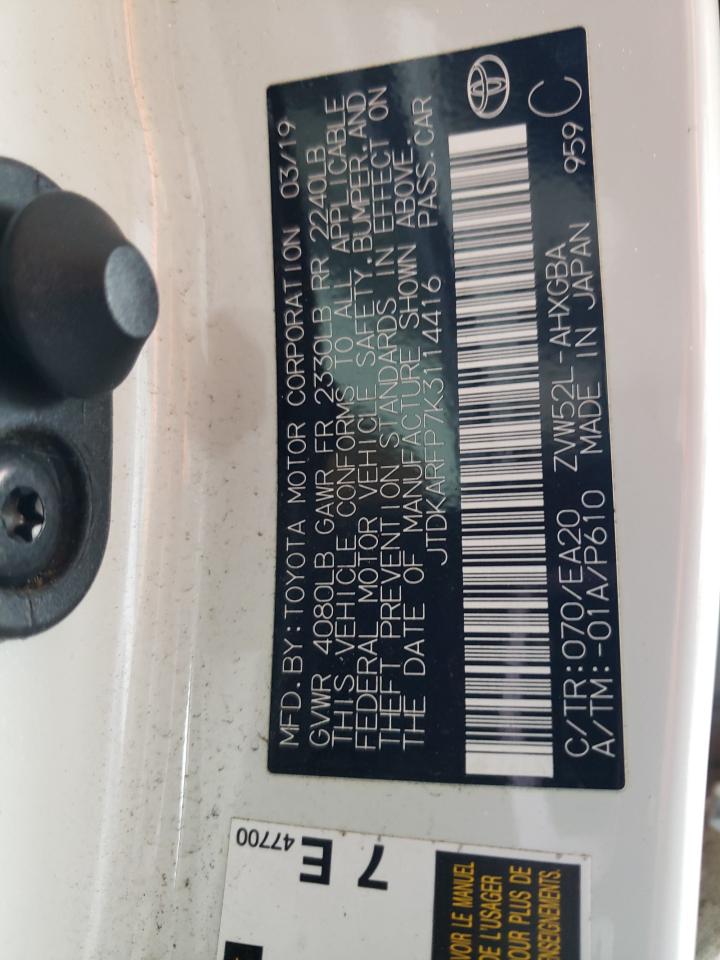 MFD.BY:TOYOTA MOTOR CORPORATION 03/19
GVWR 4080LB GAWR FR 2330LB RR 2240LB
THIS VEHICLE CONFORMS TO ALL APPLICABLE
FEDERAL MOTOR VEHICLE SAFETY,BUMPER,AND
THEFT PREVENTION STANDARDS IN EFFECT ON
THE DATE OF MANUFACTURE SHOWN ABOVE.
JTDKARFP7K3114416 PASS.CAR
C/TR:070/EA20 ZVW52L-AHXGBA 959 C
A/TM:-01A/P610 MADE IN JAPAN
47700
7E
VOIR LE MANUEL
DE L'USAGER
POUR PLUS DE
RENSEIGNEMENTS.